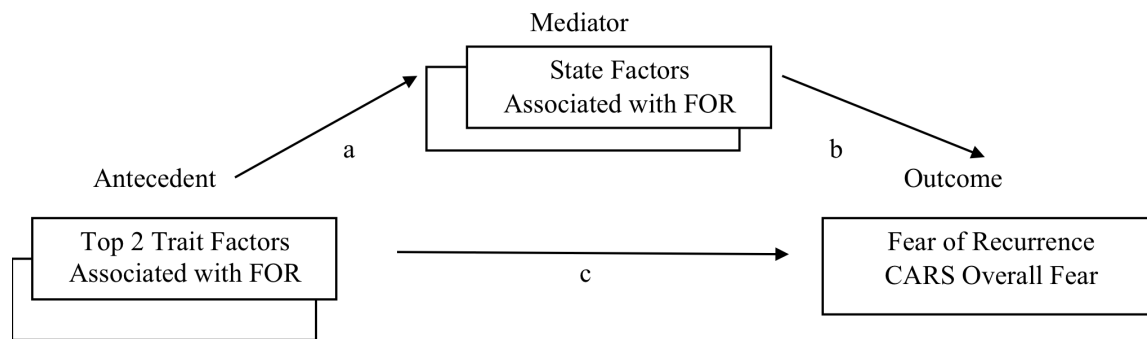 Mediator
State Factors
Associated with FOR
a
b
Antecedent
Outcome
Top 2 Trait Factors
Associated with FOR
c
Fear of Recurrence
CARS Overall Fear